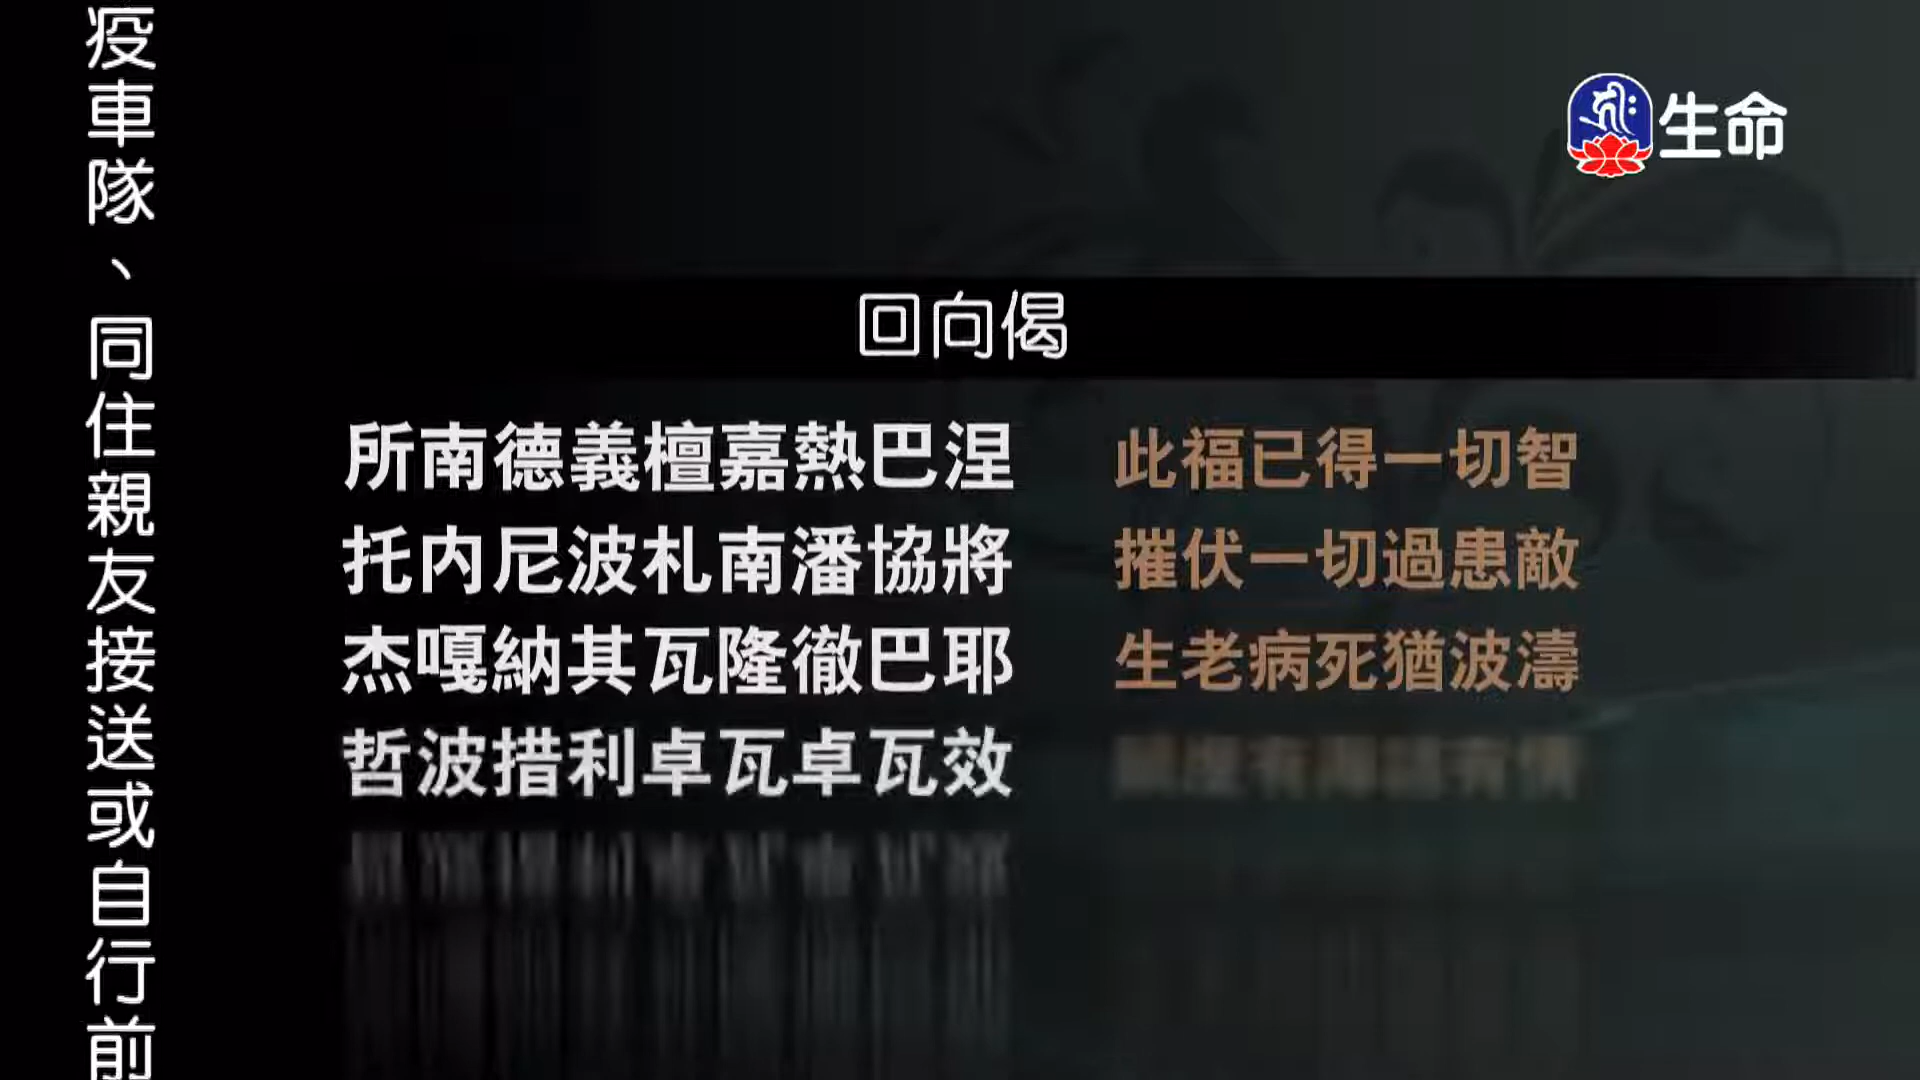 疫車隊、同住親友接送或自行前
生命
回向偈
所南德義檀嘉熱巴涅
此福已得一切智
托內尼波札南潘協將
摧伏一切過患敵
杰嘎納其瓦隆徹巴耶
生老病死猶波濤
哲波措利卓瓦卓瓦效